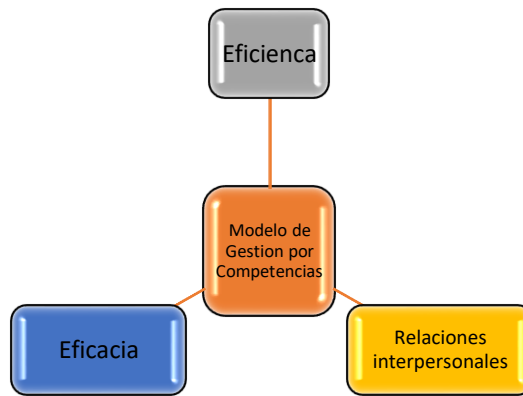 Eficienca
Modelo de
Gestion por
Competencias
Eficacia
Relaciones
interpersonales